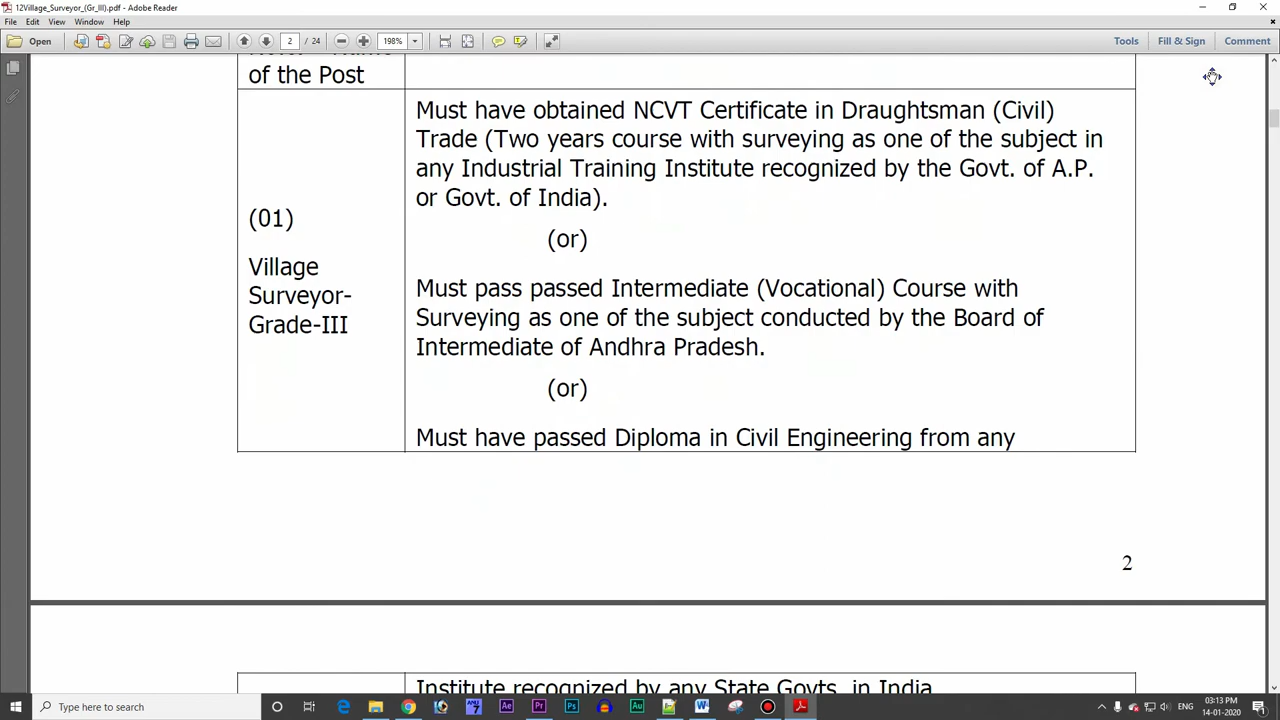 12Village_Surveyor_(Gr_III).pdf - Adobe Reader
File Edit View Window Help
Open 2 / 24 198% Tools Fill & Sign Comment
of the Post
Must have obtained NCVT Certificate in Draughtsman (Civil)
Trade (Two years course with surveying as one of the subject in
any Industrial Training Institute recognized by the Govt. of A.P.
or Govt. of India).
(or)
(01)
Village
Surveyor-
Grade-III
Must pass passed Intermediate (Vocational) Course with
Surveying as one of the subject conducted by the Board of
Intermediate of Andhra Pradesh.
(or)
Must have passed Diploma in Civil Engineering from any
2
Institute recognized by any State Govts. in India
Type here to search
ENG
03:13 PM
14-01-2020